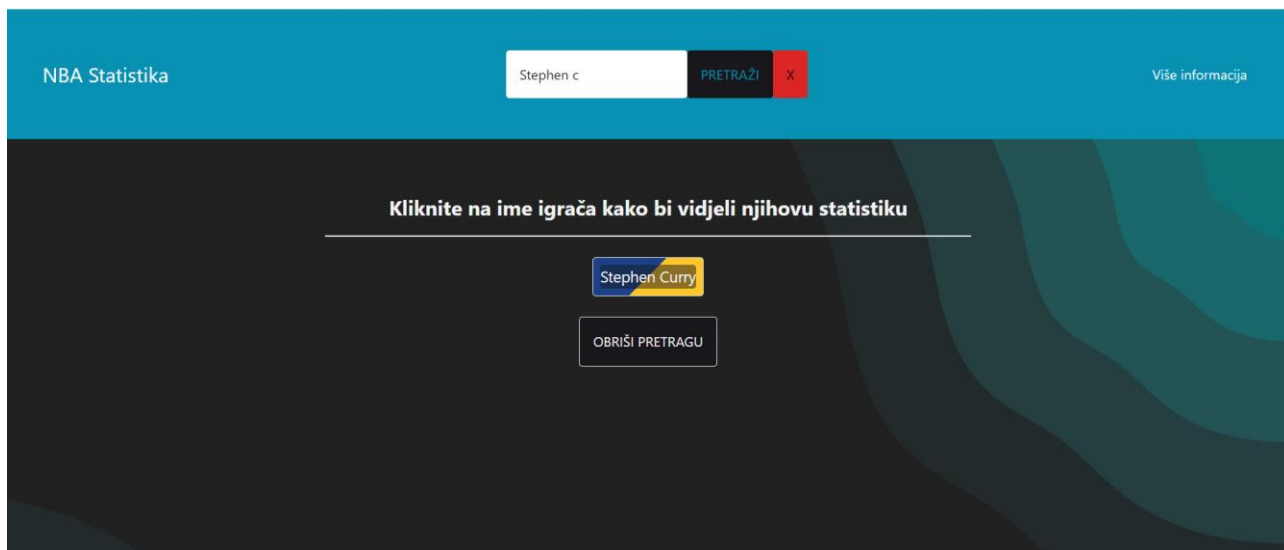 NBA Statistika
Stephen c
PRETRAŽI
X
Više informacija
Kliknite na ime igrača kako bi vidjeli njihovu statistiku
Stephen Curry
OBRIŠI PRETRAGU